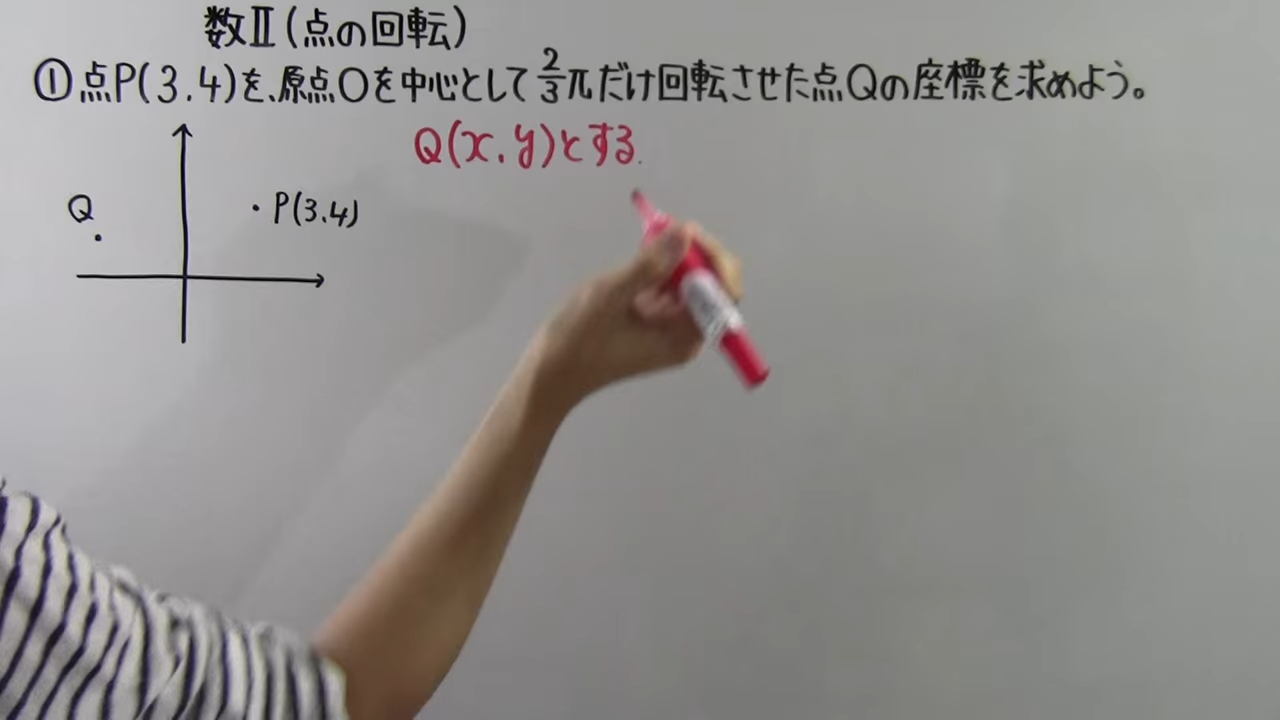 数Ⅱ(点の回転)
①点P(3.4)を、原点Oを中心として2/3πだけ回転させた点Qの座標を求めよう。
Q(x.y)とする.
Q
・P(3.4)